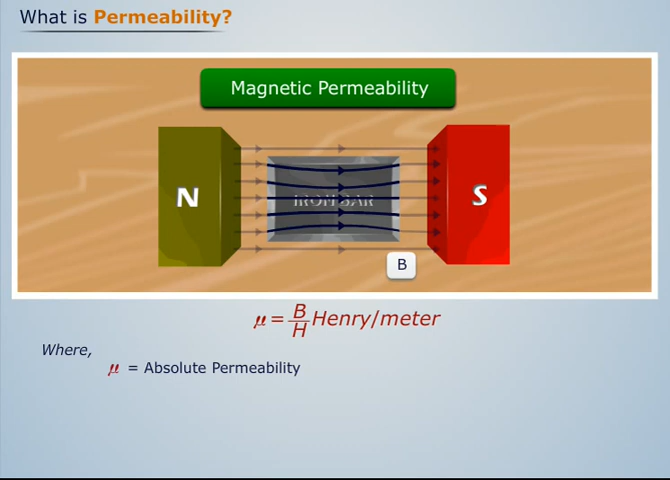 What is Permeability?
Magnetic Permeability
N
IRON BAR
S
B
μ = B/H Henry/meter
Where,
μ = Absolute Permeability